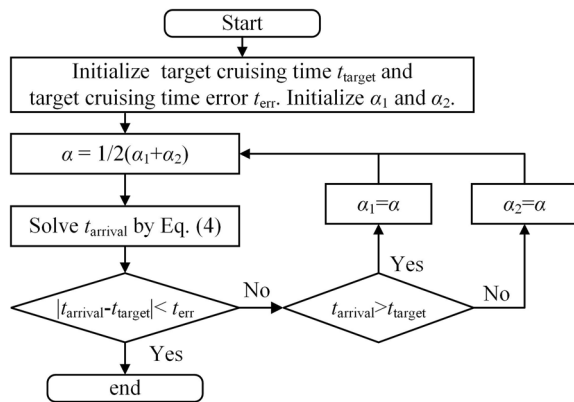 Start
Initialize target cruising time t_target and
target cruising time error t_err. Initialize α₁ and α₂.
α = 1/2(α₁+α₂)
α₁=α
α₂=α
Solve t_arrival by Eq. (4)
Yes
|t_arrival-t_target|< t_err
No
t_arrival>t_target
No
Yes
end